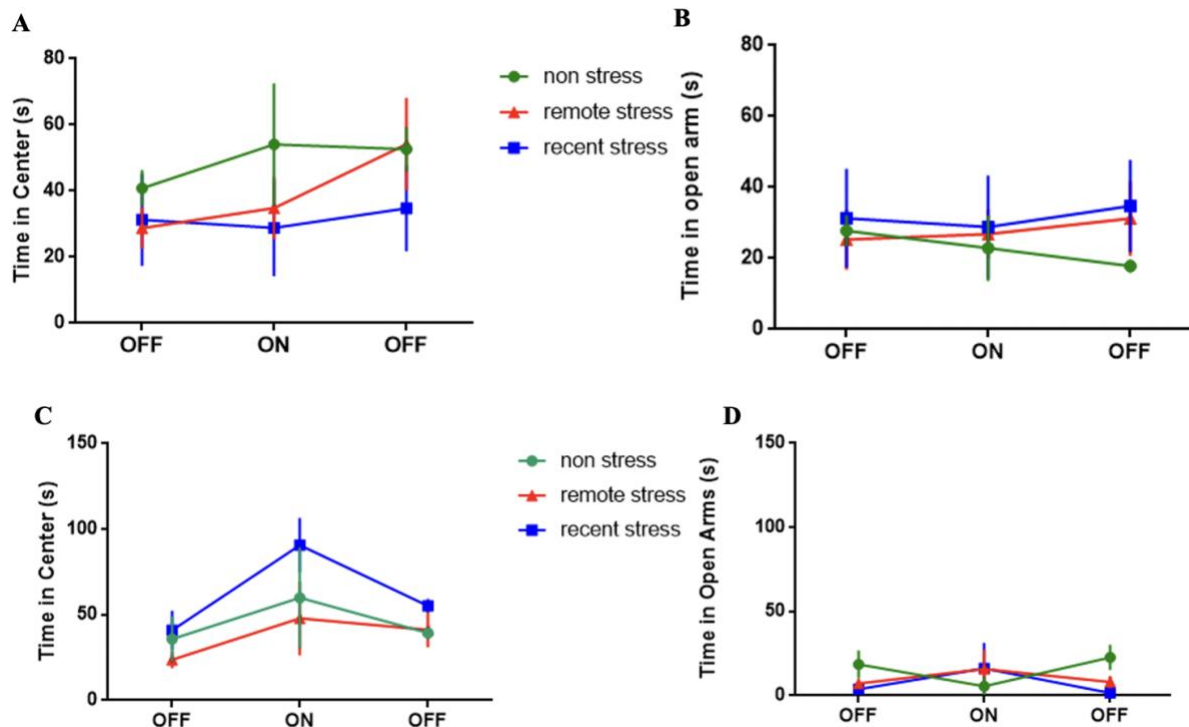 A
Time in Center (s)
80
60
40
20
0
OFF
ON
OFF
non stress
remote stress
recent stress
B
Time in open arm (s)
80
60
40
20
0
OFF
ON
OFF
C
Time in Center (s)
150
100
50
0
OFF
ON
OFF
non stress
remote stress
recent stress
D
Time in Open Arms (s)
150
100
50
0
OFF
ON
OFF